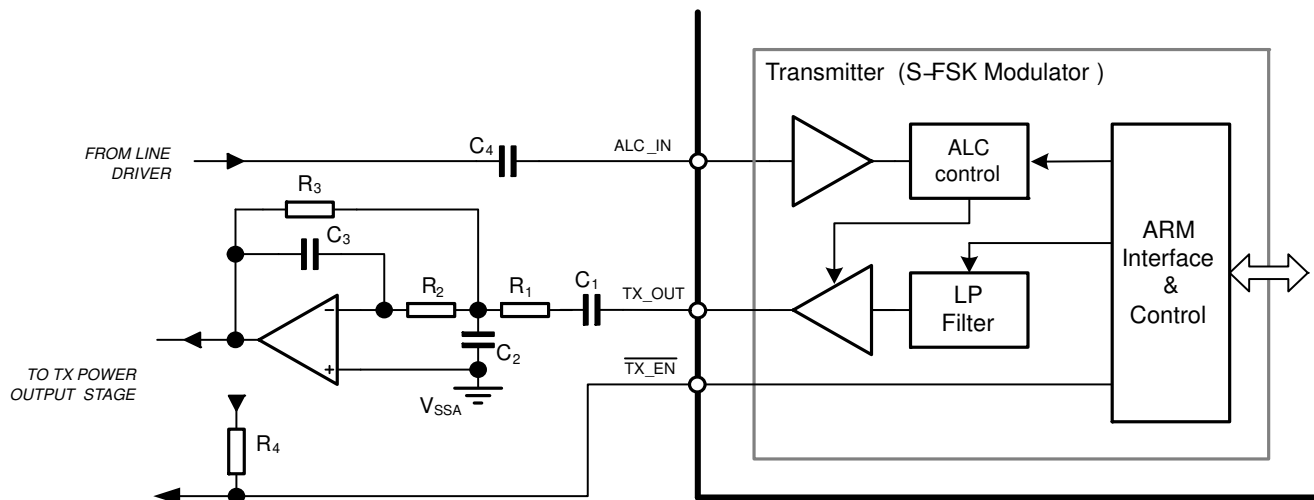 Transmitter (S–FSK Modulator )
FROM LINE
DRIVER
C4
ALC_IN
ALC
control
R3
C3
R2
R1
C1
TX_OUT
LP
Filter
ARM
Interface
&
Control
–
+
C2
TX_EN
VSSA
TO TX POWER
OUTPUT STAGE
R4